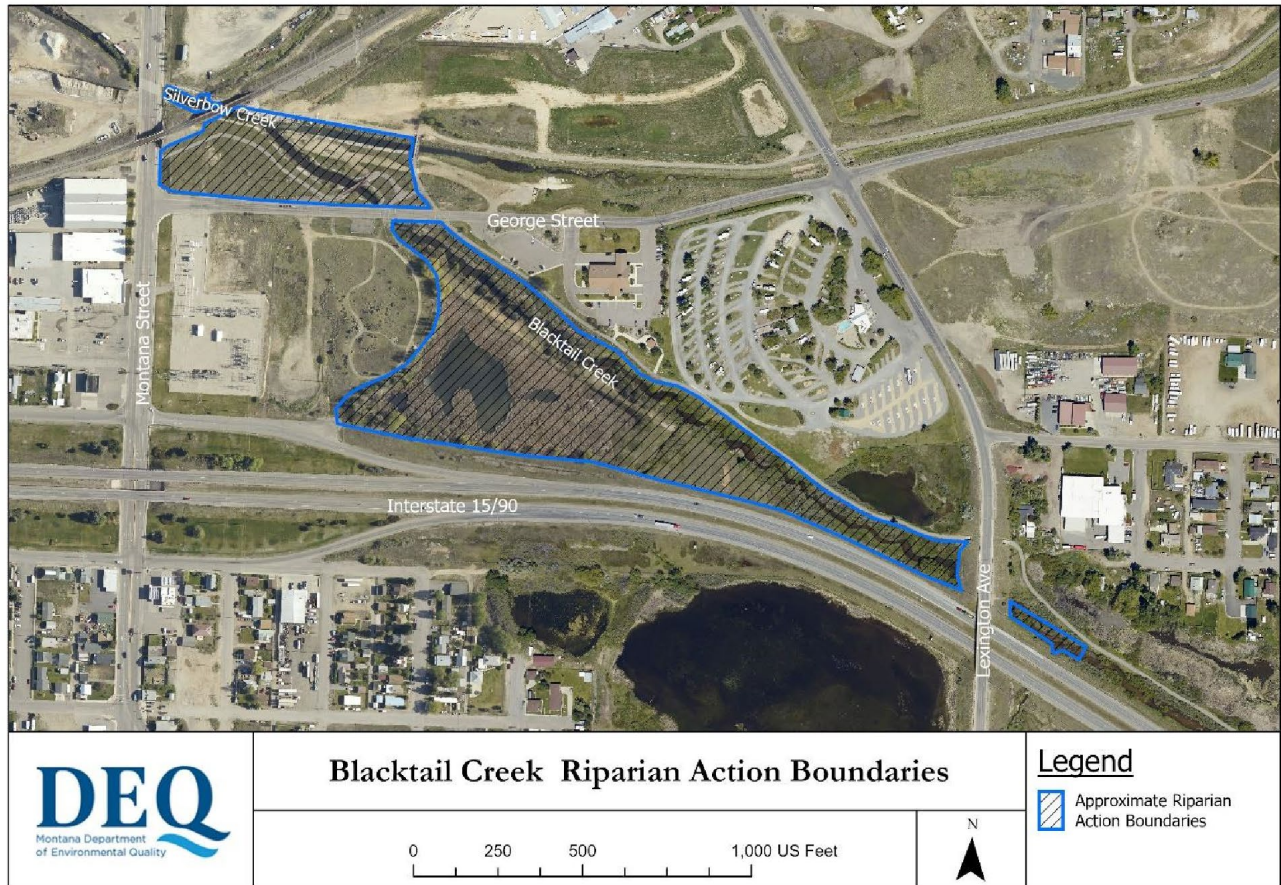 Silverbow Creek
George Street
Montana Street
Blacktail Creek
Interstate 15/90
Lexington Ave
DEQ
Montana Department
of Environmental Quality
Blacktail Creek Riparian Action Boundaries
0 250 500 1,000 US Feet
N
Legend
Approximate Riparian
Action Boundaries